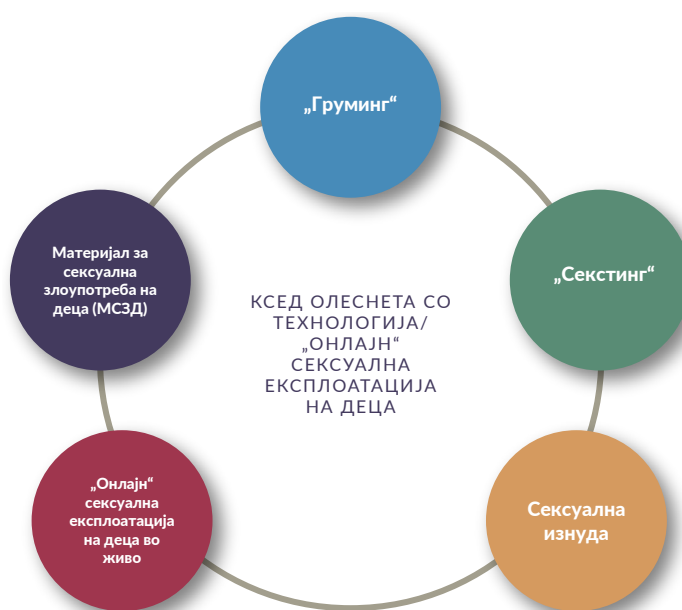 „Груминг“
„Секстинг“
Сексуална
изнуда
„Онлајн“
сексуална
експлоатација
на деца во
живо
Материјал за
сексуална
злоупотреба на
деца (МСЗД)
КСЕД ОЛЕСНЕТА СО
ТЕХНОЛОГИЈА/
„ОНЛАЈН“
СЕКСУАЛНА
ЕКСПЛОАТАЦИЈА
НА ДЕЦА